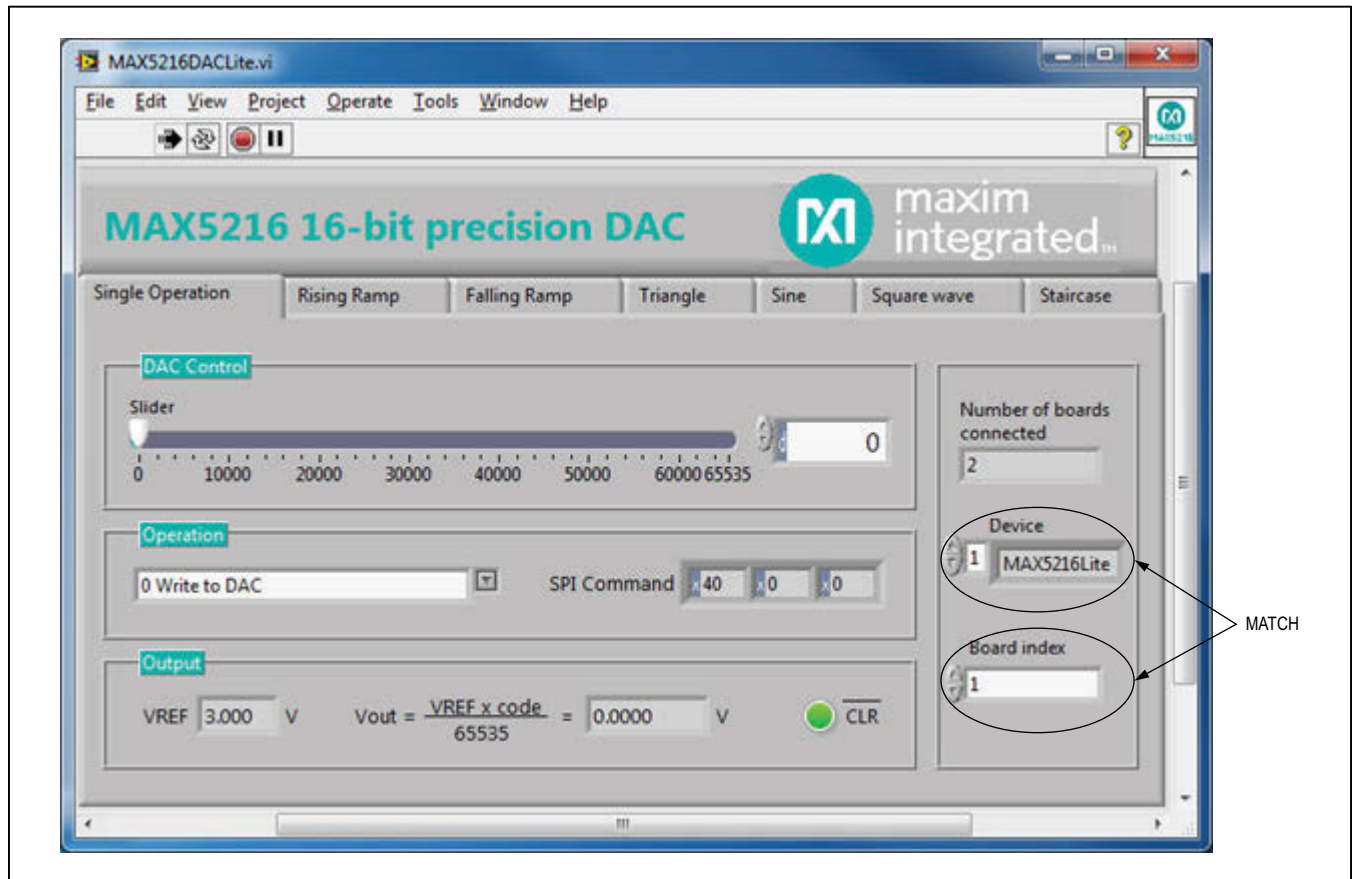 MAX5216DACLite.vi
File Edit View Project Operate Tools Window Help
MAX5216
MAX5216 16-bit precision DAC
maxim
integrated™
Single Operation Rising Ramp Falling Ramp Triangle Sine Square wave Staircase
DAC Control
Slider
0 10000 20000 30000 40000 50000 60000 65535
d 0
Number of boards
connected
2
Operation
0 Write to DAC
SPI Command x 40 x 0 x 0
Device
1 MAX5216Lite
MATCH
Board index
1
Output
VREF 3.000 V Vout = VREF x code = 0.0000 V CLR
65535